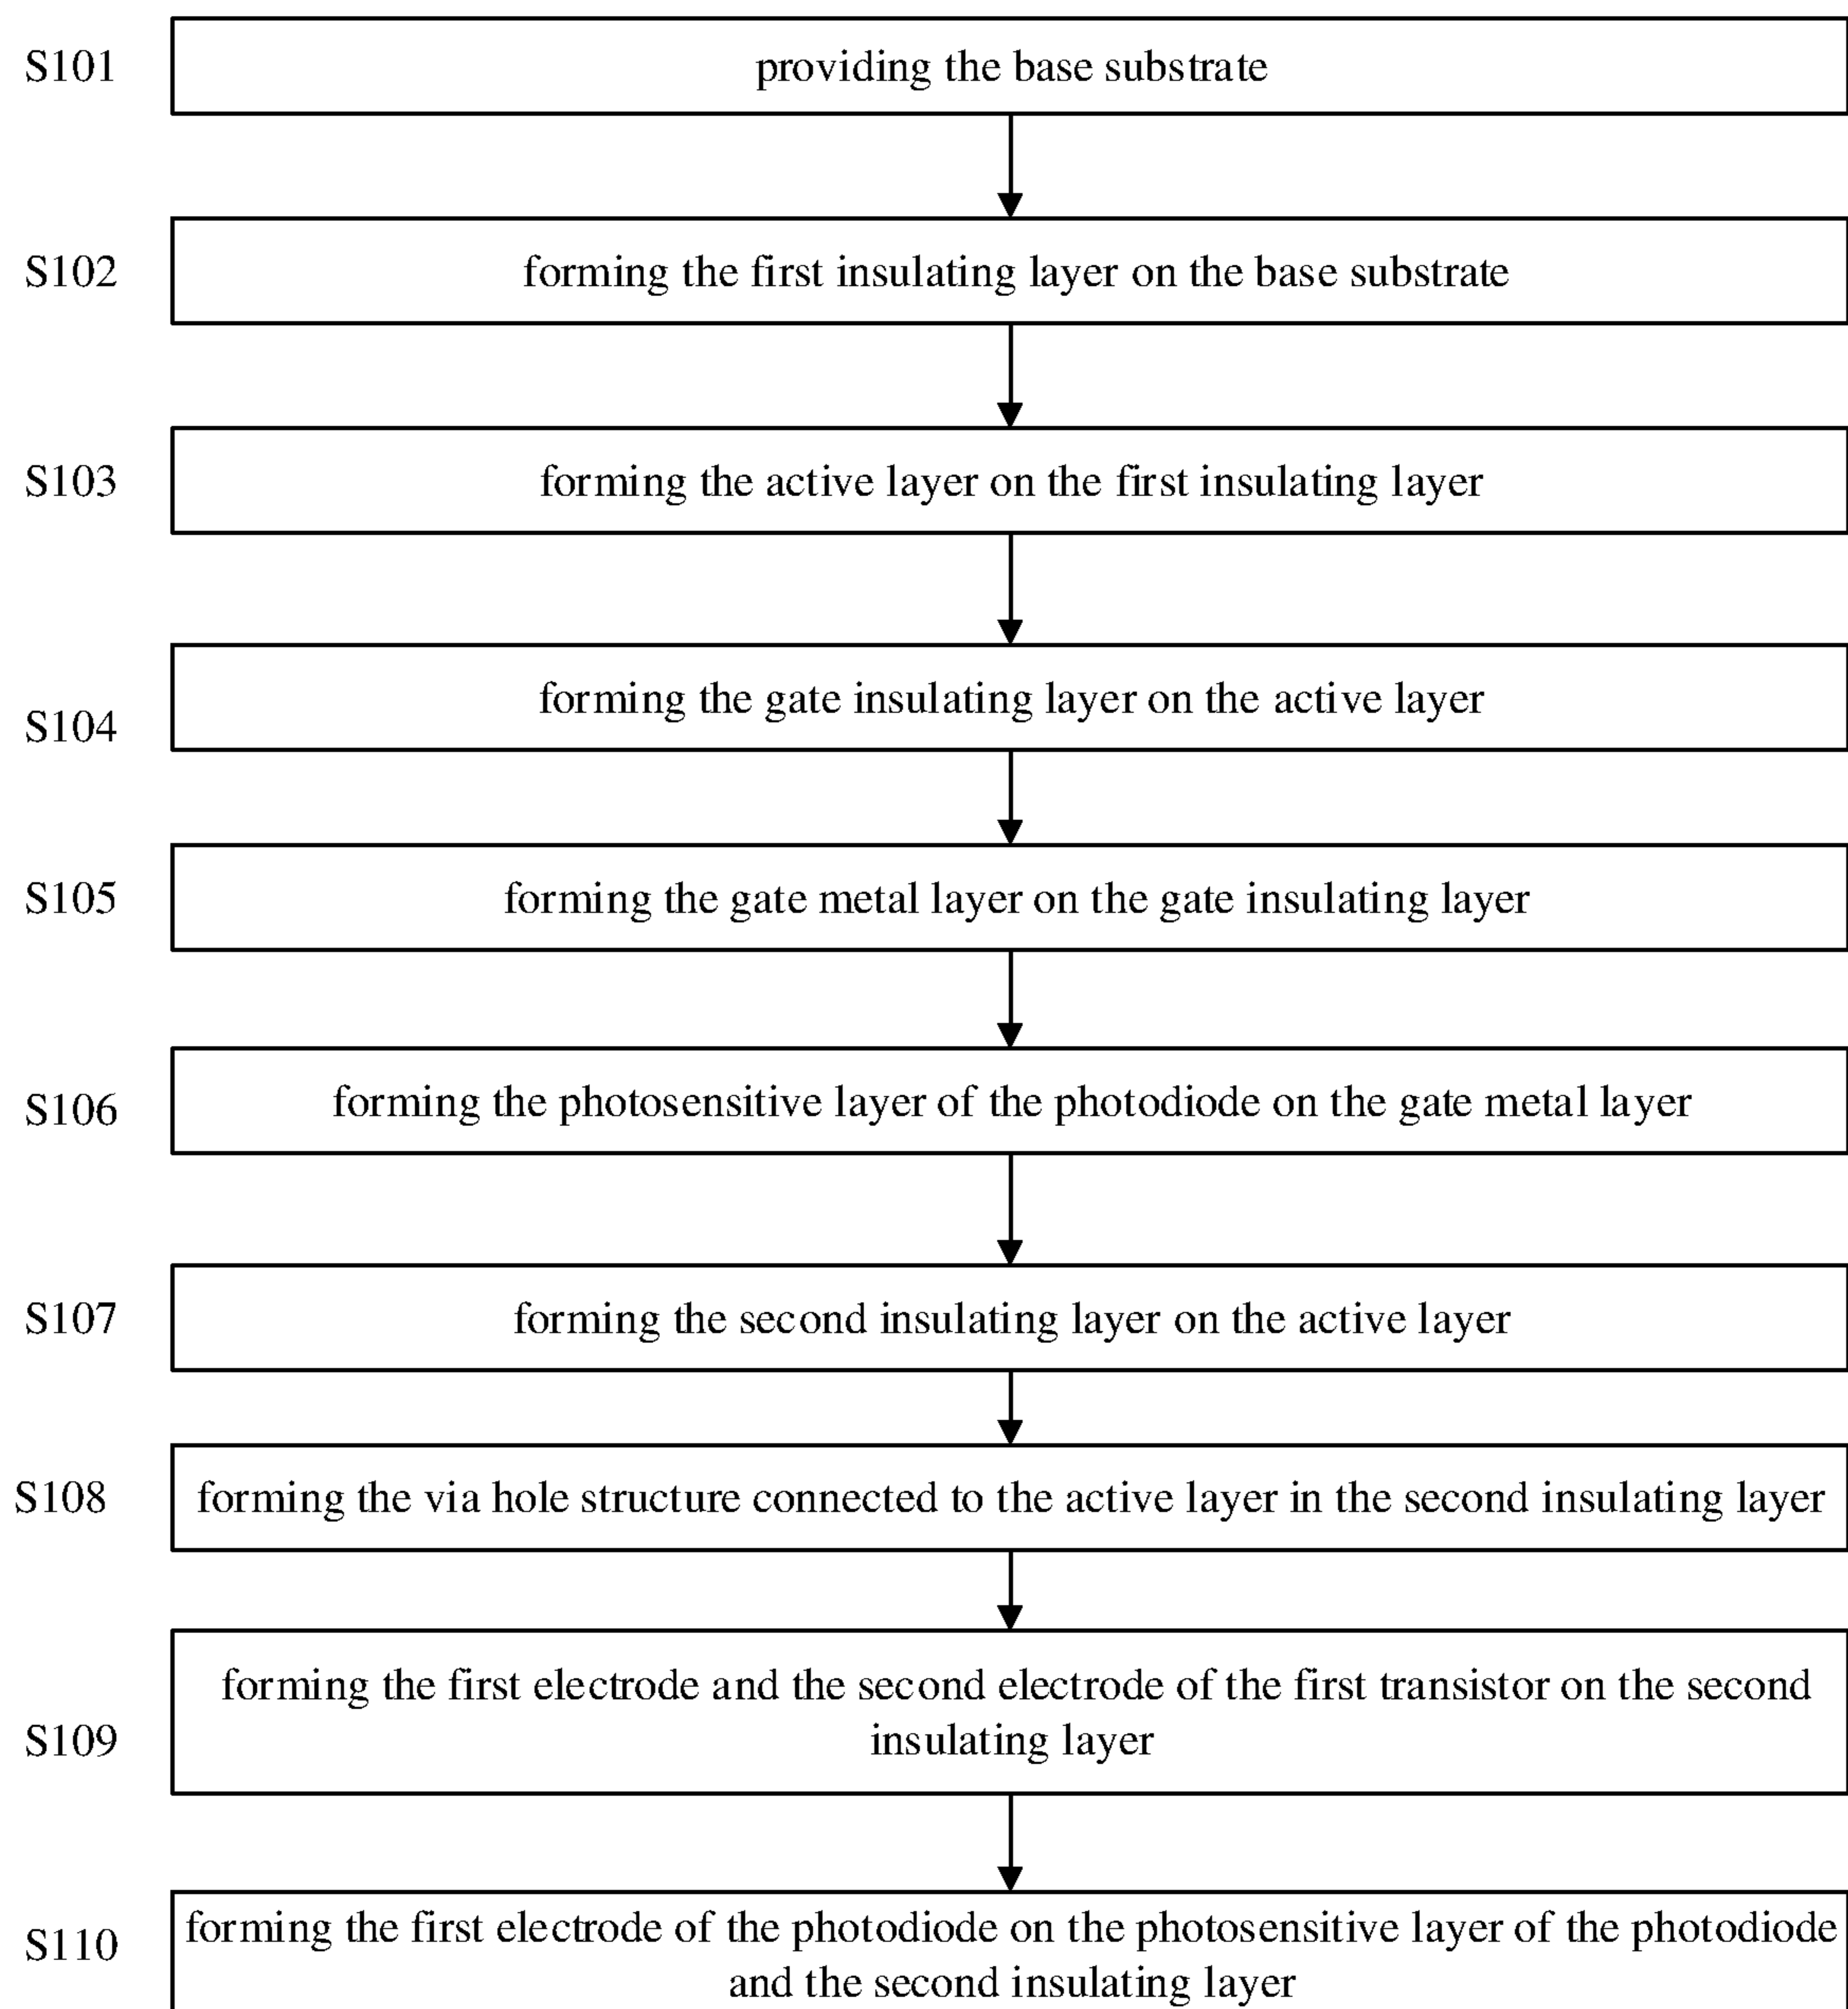 S101
providing the base substrate
S102
forming the first insulating layer on the base substrate
S103
forming the active layer on the first insulating layer
S104
forming the gate insulating layer on the active layer
S105
forming the gate metal layer on the gate insulating layer
S106
forming the photosensitive layer of the photodiode on the gate metal layer
S107
forming the second insulating layer on the active layer
S108
forming the via hole structure connected to the active layer in the second insulating layer
S109
forming the first electrode and the second electrode of the first transistor on the second
insulating layer
S110
forming the first electrode of the photodiode on the photosensitive layer of the photodiode
and the second insulating layer